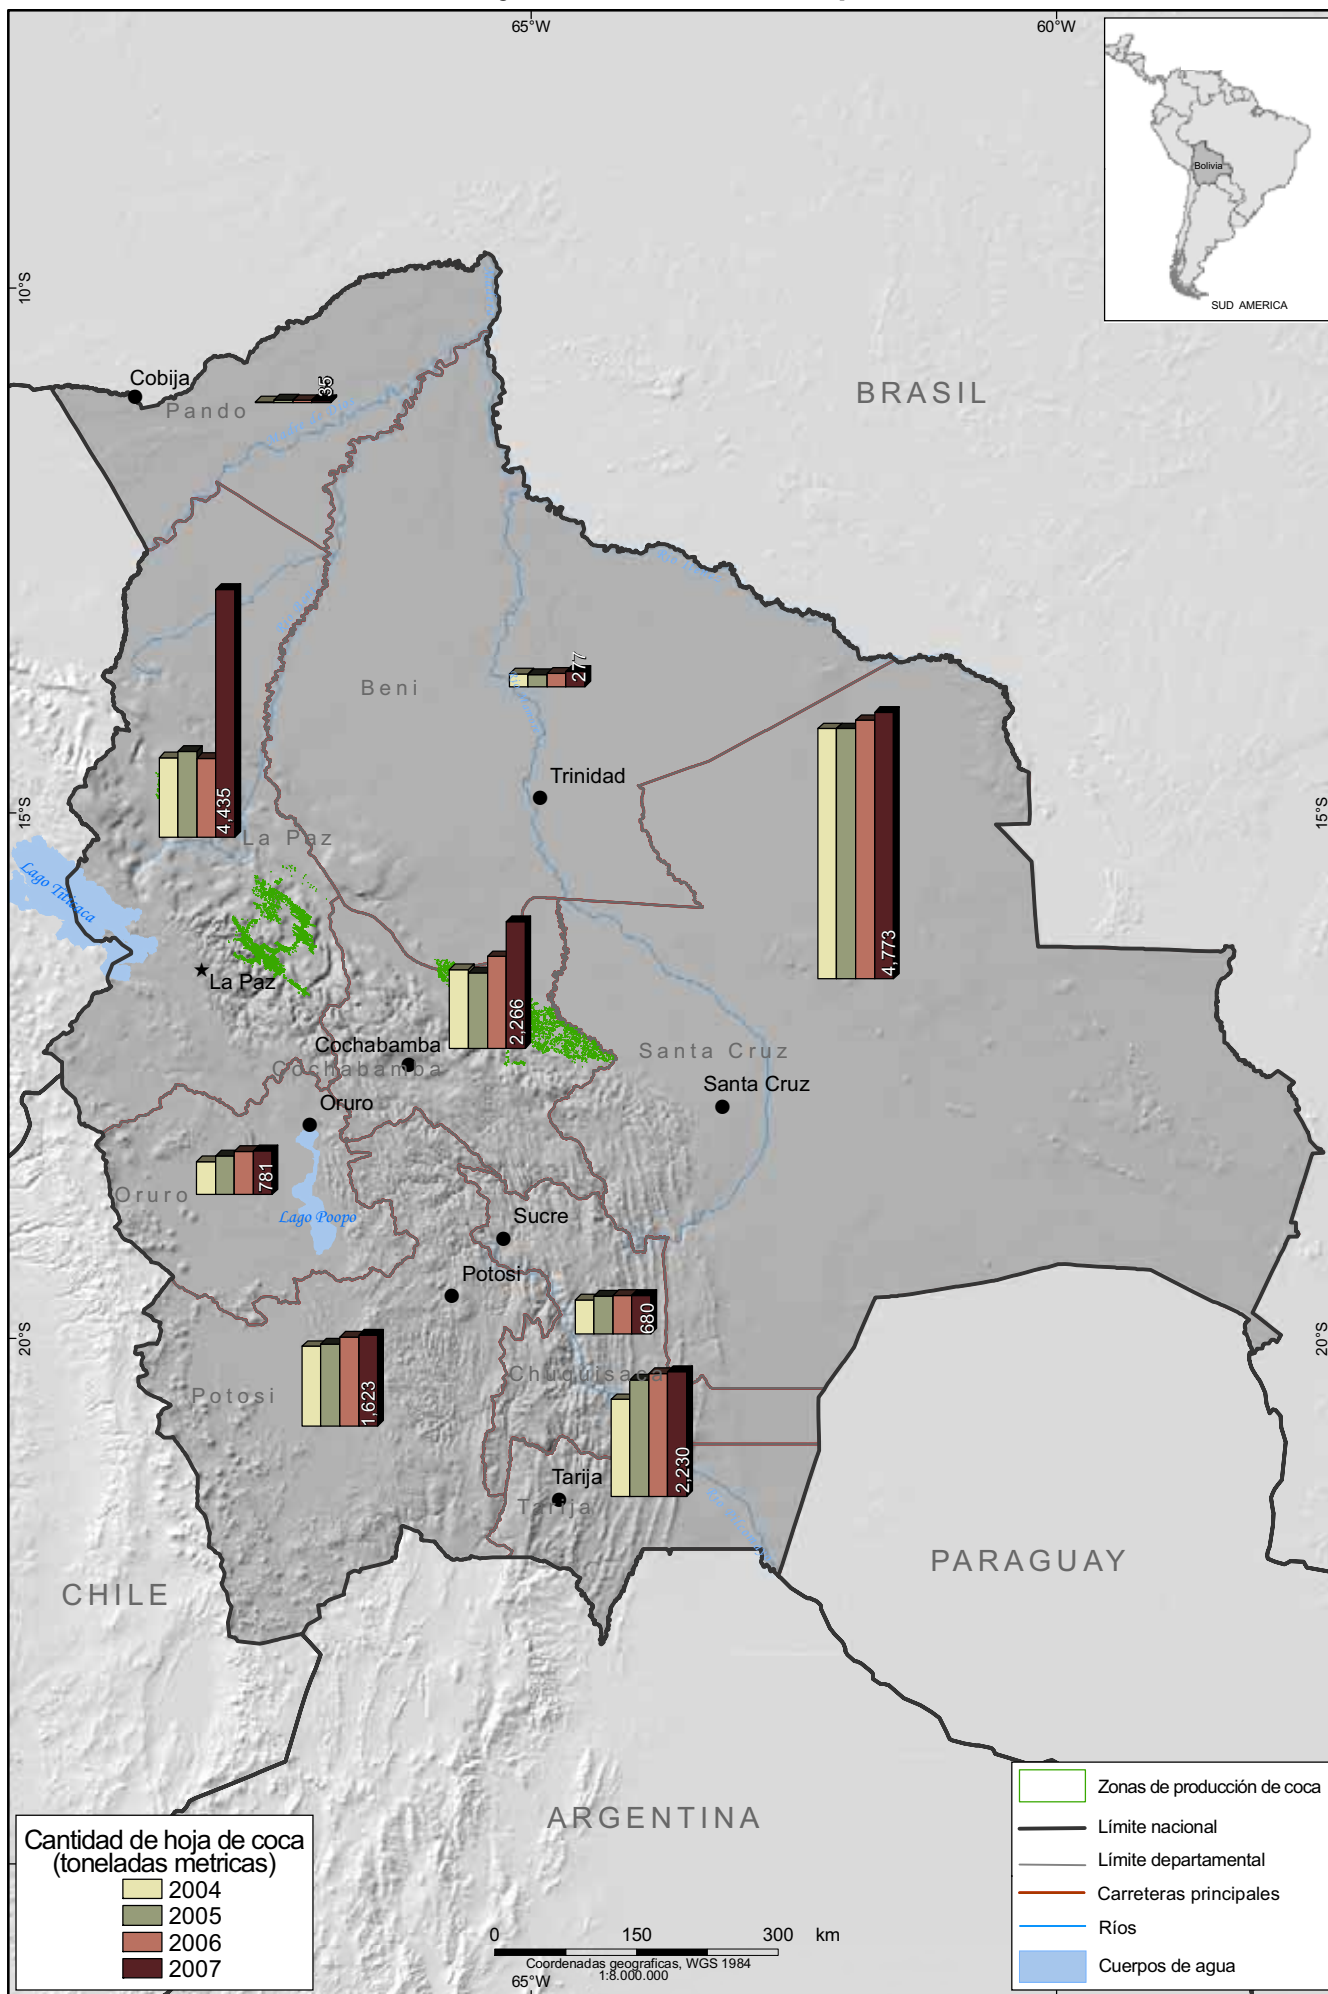 65°W
60°W
Bolivia
SUD AMERICA
10°S
Cobija
Pando
35
BRASIL
Beni
277
Trinidad
4,435
La Paz
15°S
15°S
4,773
Lago Titicaca
La Paz
2,266
Cochabamba
Cochabamba
Santa Cruz
Santa Cruz
Oruro
781
Oruro
Lago Poopo
Sucre
Potosi
680
20°S
20°S
Chuquisaca
Potosi
1,623
2,230
Tarija
Tarija
PARAGUAY
CHILE
ARGENTINA
Zonas de producción de coca
Límite nacional
Límite departamental
Carreteras principales
Ríos
Cuerpos de agua
Cantidad de hoja de coca
(toneladas metricas)
2004
2005
2006
2007
0 150 300 km
Coordenadas geograficas, WGS 1984
1:8.000.000
65°W